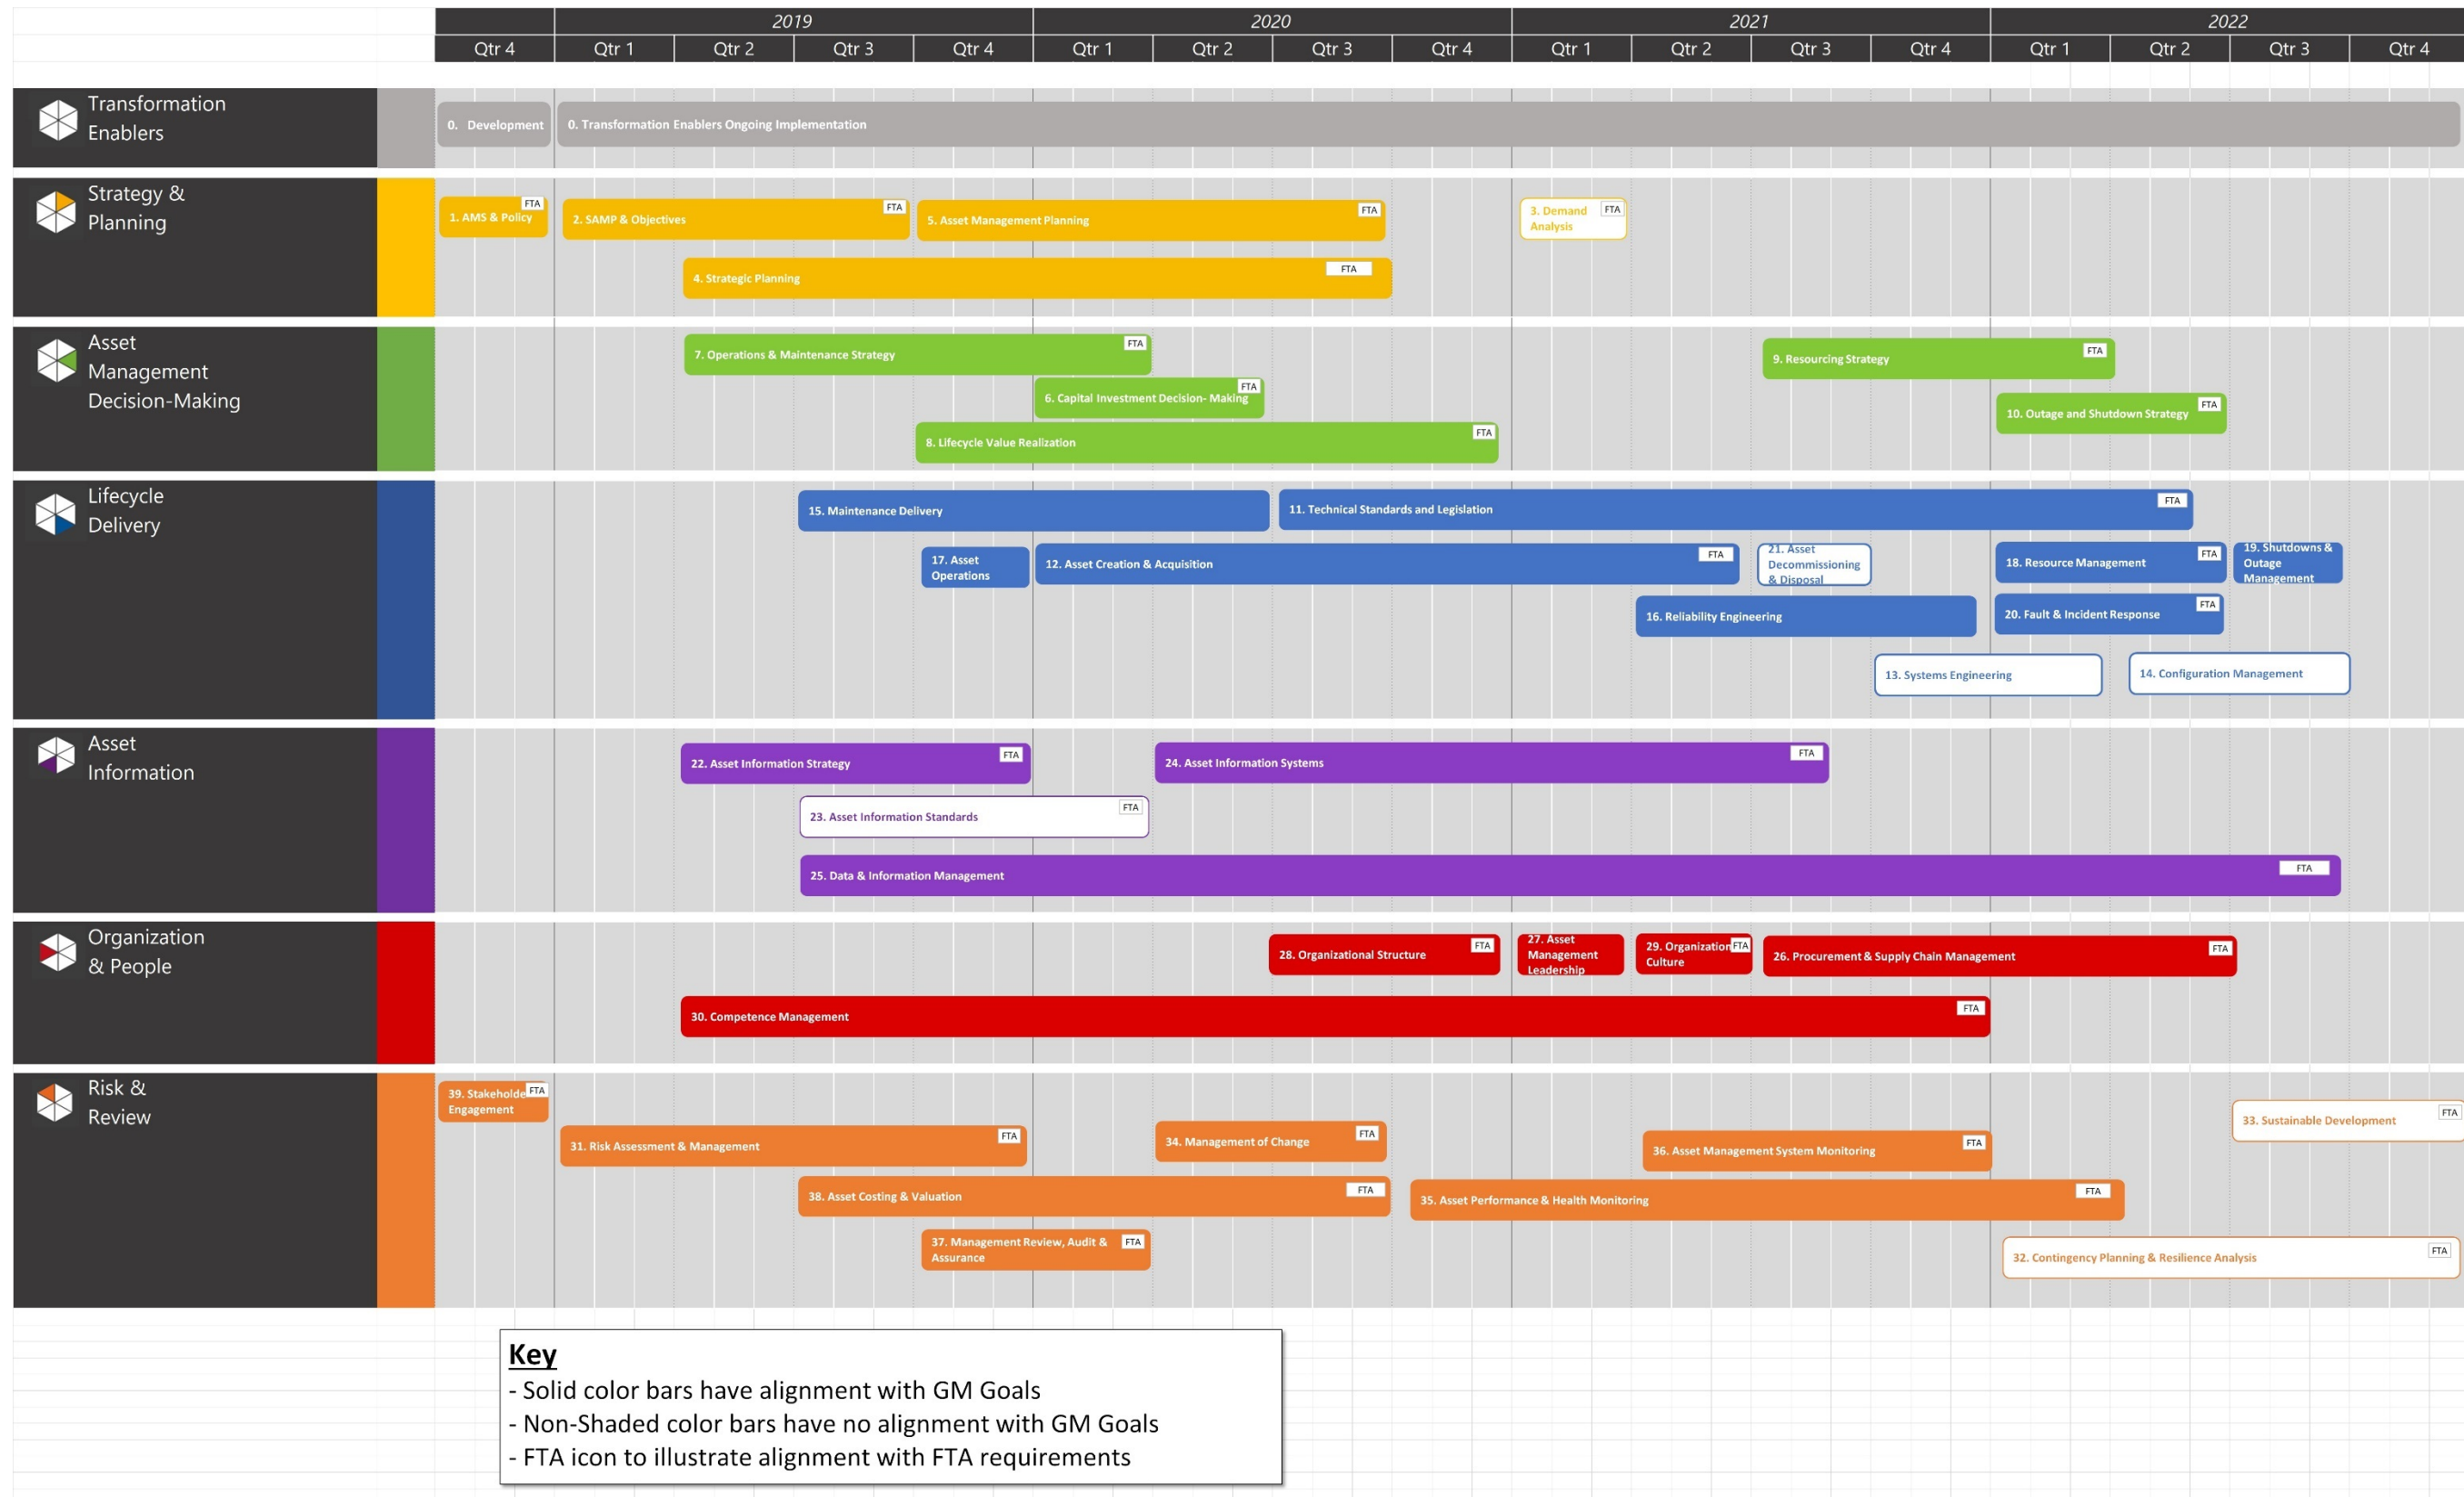 2019 2020 2021 2022
Qtr 4 Qtr 1 Qtr 2 Qtr 3 Qtr 4 Qtr 1 Qtr 2 Qtr 3 Qtr 4 Qtr 1 Qtr 2 Qtr 3 Qtr 4 Qtr 1 Qtr 2 Qtr 3 Qtr 4
Transformation
Enablers
0. Development
0. Transformation Enablers Ongoing Implementation
Strategy &
Planning
1. AMS & Policy
FTA
2. SAMP & Objectives
FTA
5. Asset Management Planning
FTA
3. Demand
Analysis
FTA
4. Strategic Planning
FTA
Asset
Management
Decision-Making
7. Operations & Maintenance Strategy
FTA
9. Resourcing Strategy
FTA
6. Capital Investment Decision- Making
FTA
10. Outage and Shutdown Strategy
FTA
8. Lifecycle Value Realization
FTA
Lifecycle
Delivery
15. Maintenance Delivery
11. Technical Standards and Legislation
FTA
17. Asset
Operations
12. Asset Creation & Acquisition
FTA
21. Asset
Decommissioning
& Disposal
18. Resource Management
FTA
19. Shutdowns &
Outage
Management
16. Reliability Engineering
20. Fault & Incident Response
FTA
13. Systems Engineering
14. Configuration Management
Asset
Information
22. Asset Information Strategy
FTA
24. Asset Information Systems
FTA
23. Asset Information Standards
FTA
25. Data & Information Management
FTA
Organization
& People
28. Organizational Structure
FTA
27. Asset
Management
Leadership
29. Organization
Culture
FTA
26. Procurement & Supply Chain Management
FTA
30. Competence Management
FTA
Risk &
Review
39. Stakeholde
Engagement
FTA
33. Sustainable Development
FTA
31. Risk Assessment & Management
FTA
34. Management of Change
FTA
36. Asset Management System Monitoring
FTA
38. Asset Costing & Valuation
FTA
35. Asset Performance & Health Monitoring
FTA
37. Management Review, Audit &
Assurance
FTA
32. Contingency Planning & Resilience Analysis
FTA
Key
- Solid color bars have alignment with GM Goals
- Non-Shaded color bars have no alignment with GM Goals
- FTA icon to illustrate alignment with FTA requirements